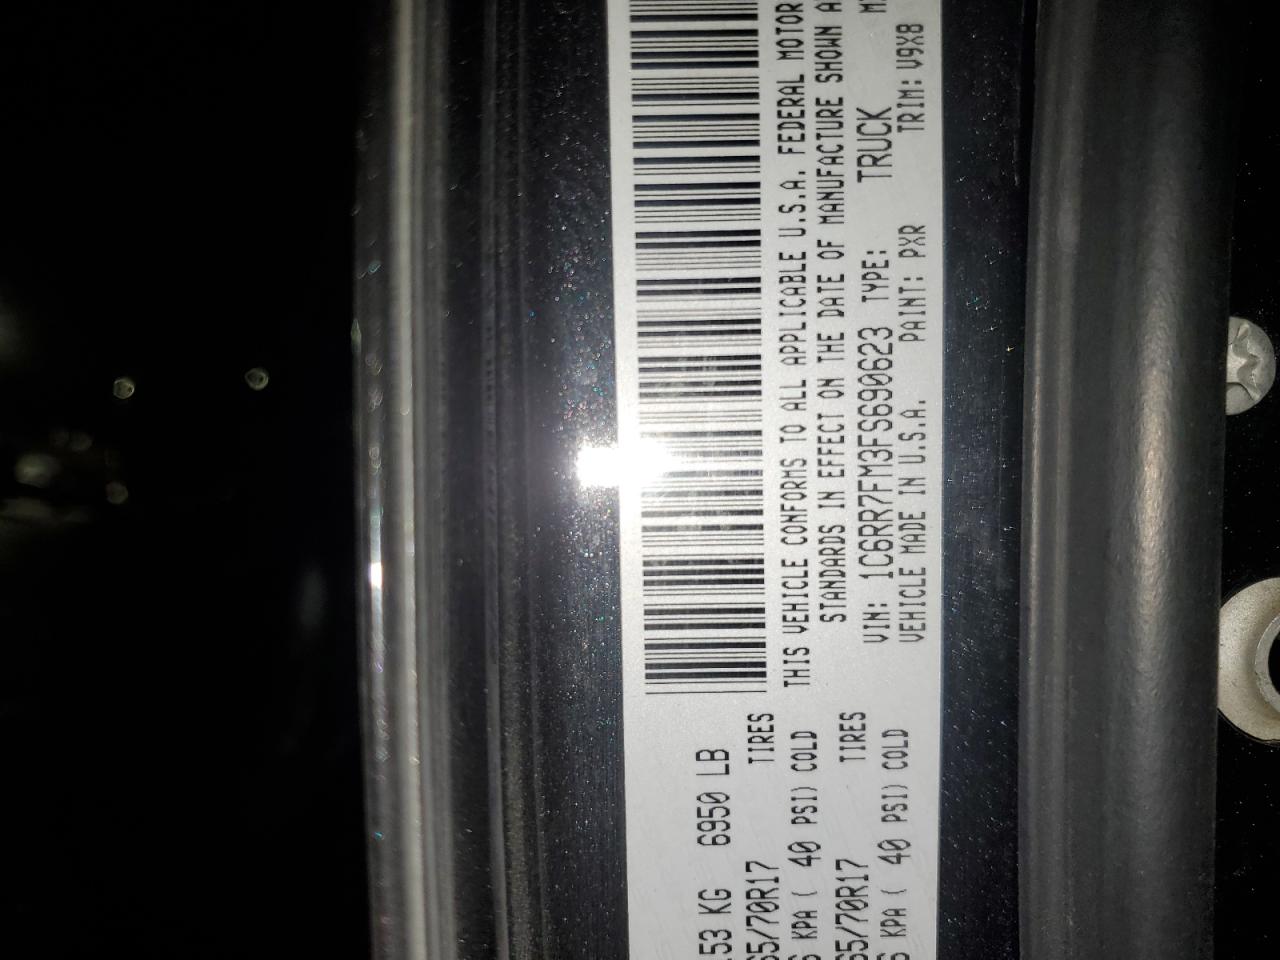 .53 KG 6950 LB
65/70R17 TIRES
6 KPA ( 40 PSI) COLD
65/70R17 TIRES
6 KPA ( 40 PSI) COLD
THIS VEHICLE CONFORMS TO ALL APPLICABLE U.S.A. FEDERAL MOTOR
STANDARDS IN EFFECT ON THE DATE OF MANUFACTURE SHOWN A
VIN: 1C6RR7FM3FS690623 TYPE: TRUCK
VEHICLE MADE IN U.S.A. PAINT: PXR TRIM: V9X8